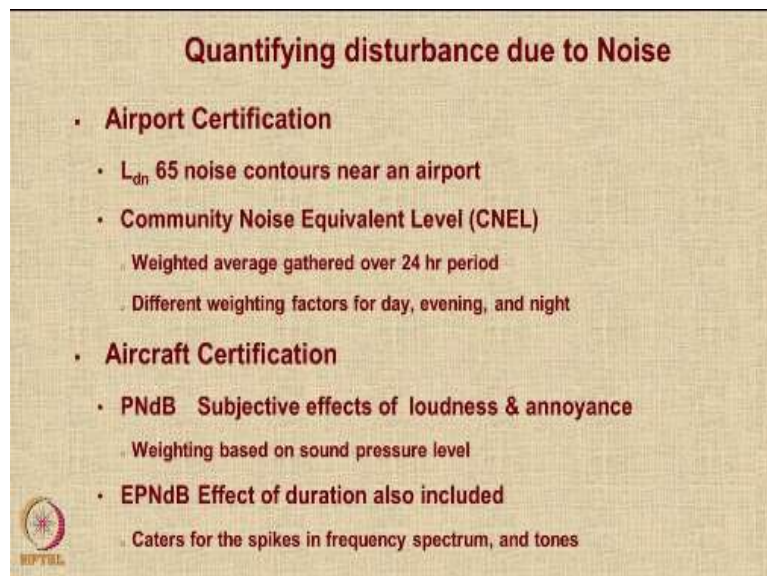 Quantifying disturbance due to Noise
▪ Airport Certification
• Ldn 65 noise contours near an airport
• Community Noise Equivalent Level (CNEL)
▫ Weighted average gathered over 24 hr period
▫ Different weighting factors for day, evening, and night
▪ Aircraft Certification
• PNdB Subjective effects of loudness & annoyance
▫ Weighting based on sound pressure level
• EPNdB Effect of duration also included
▫ Caters for the spikes in frequency spectrum, and tones
NPTEL